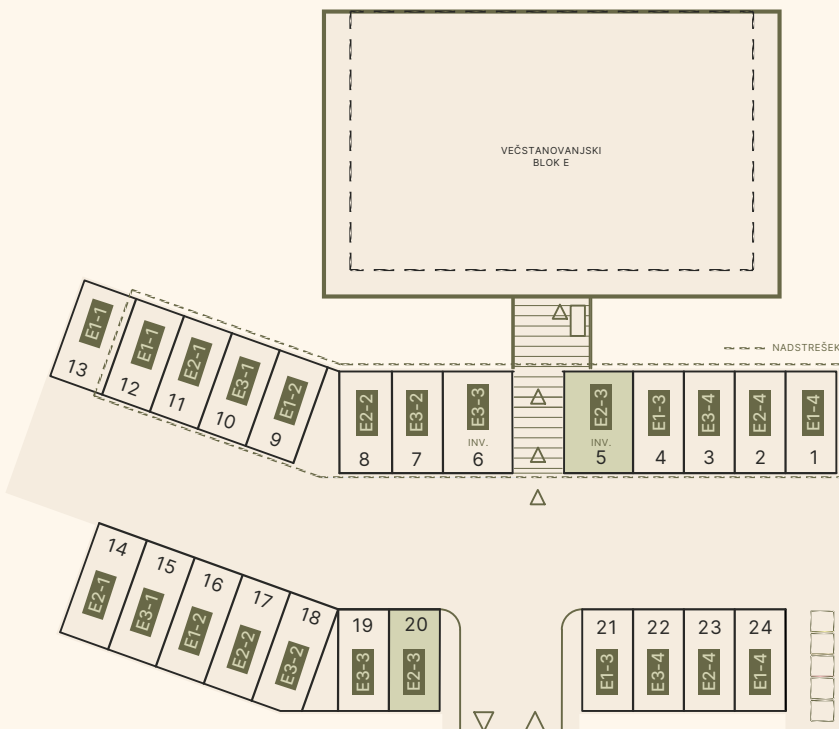 VEČSTANOVANJSKI
BLOK E
NADSTREŠEK
E1-1
13
E1-1
12
E2-1
11
E3-1
10
E1-2
9
E2-2
8
E3-2
7
E3-3
INV.
6
E2-3
INV.
5
E1-3
4
E3-4
3
E2-4
2
E1-4
1
14
E2-1
15
E3-1
16
E1-2
17
E2-2
18
E3-2
19
E3-3
20
E2-3
21
E1-3
22
E3-4
23
E2-4
24
E1-4